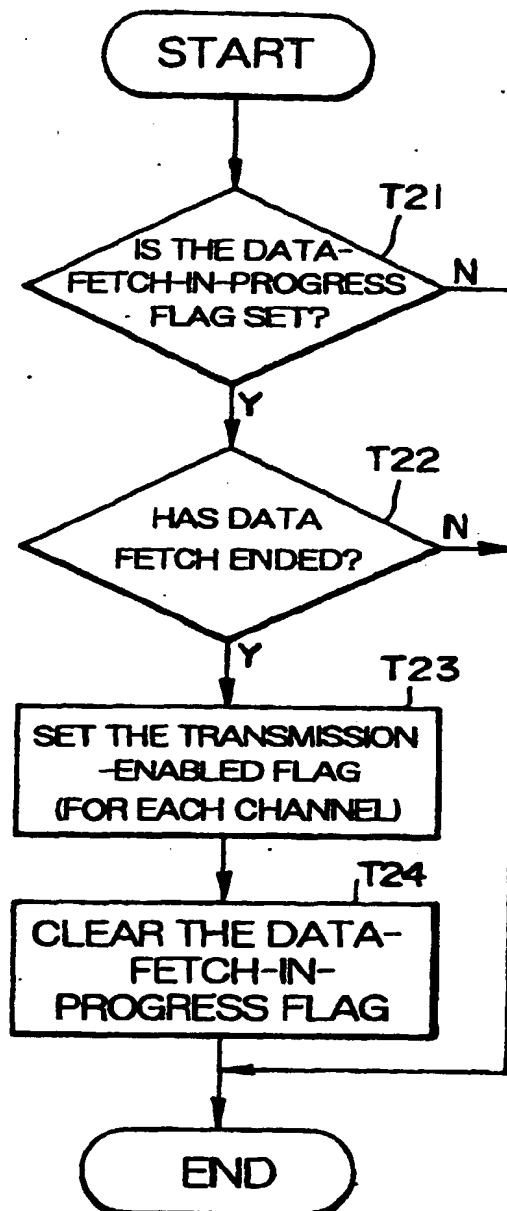 START
T21
IS THE DATA-
FETCH-IN-PROGRESS
FLAG SET?
N
Y
T22
HAS DATA
FETCH ENDED?
N
Y
T23
SET THE TRANSMISSION
-ENABLED FLAG
(FOR EACH CHANNEL)
T24
CLEAR THE DATA-
FETCH-IN-
PROGRESS FLAG
END